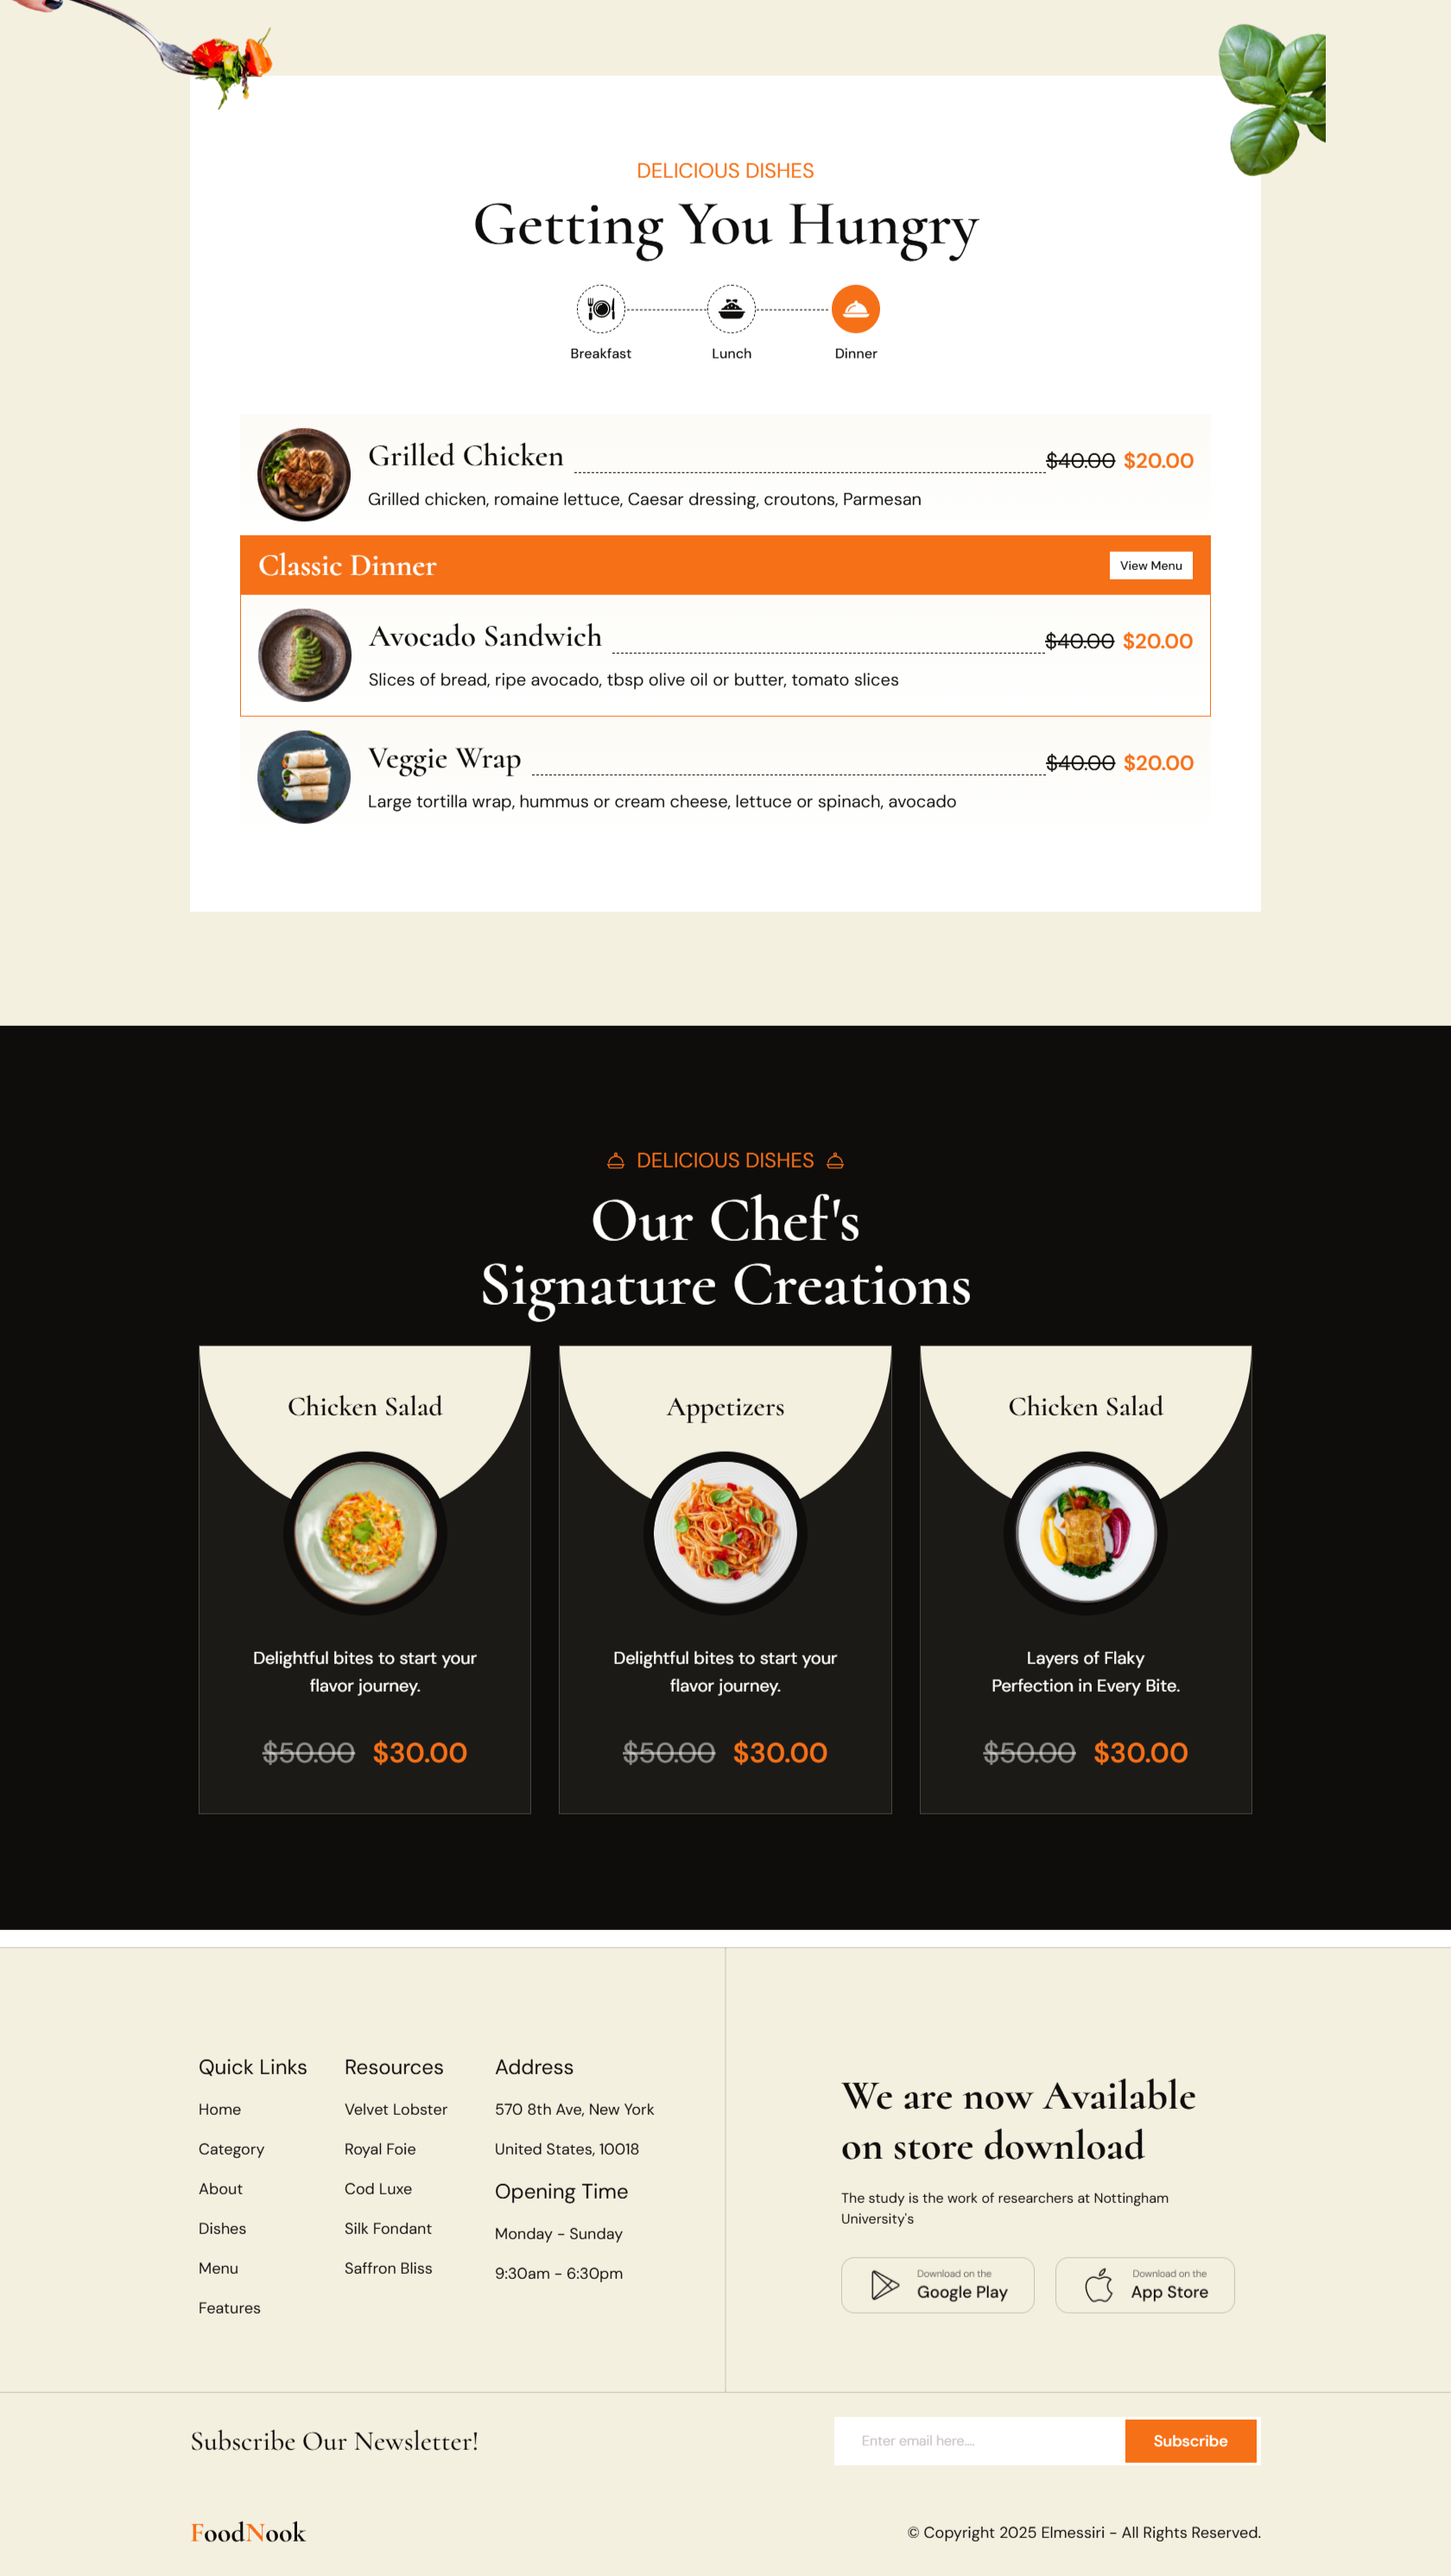 DELICIOUS DISHES
Getting You Hungry
Breakfast
Lunch
Dinner
Grilled Chicken
$40.00 $20.00
Grilled chicken, romaine lettuce, Caesar dressing, croutons, Parmesan
Classic Dinner
View Menu
Avocado Sandwich
$40.00 $20.00
Slices of bread, ripe avocado, tbsp olive oil or butter, tomato slices
Veggie Wrap
$40.00 $20.00
Large tortilla wrap, hummus or cream cheese, lettuce or spinach, avocado
DELICIOUS DISHES
Our Chef's
Signature Creations
Chicken Salad
Delightful bites to start your
flavor journey.
$50.00 $30.00
Appetizers
Delightful bites to start your
flavor journey.
$50.00 $30.00
Chicken Salad
Layers of Flaky
Perfection in Every Bite.
$50.00 $30.00
Quick Links
Home
Category
About
Dishes
Menu
Features
Resources
Velvet Lobster
Royal Foie
Cod Luxe
Silk Fondant
Saffron Bliss
Address
570 8th Ave, New York
United States, 10018
Opening Time
Monday - Sunday
9:30am - 6:30pm
We are now Available
on store download
The study is the work of researchers at Nottingham
University's
Download on the
Google Play
Download on the
App Store
Subscribe Our Newsletter!
Enter email here....
Subscribe
FoodNook
© Copyright 2025 Elmessiri - All Rights Reserved.